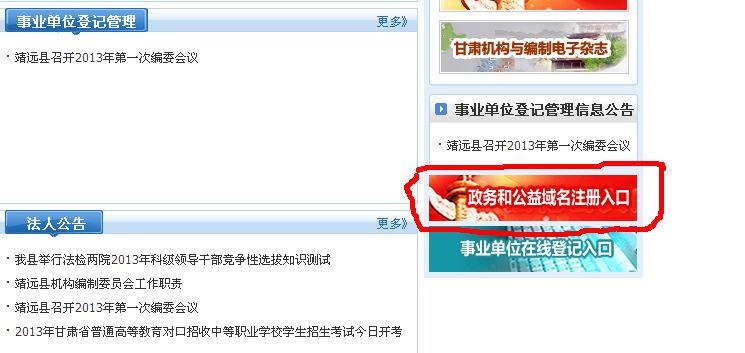 事业单位登记管理
更多》
· 靖远县召开2013年第一次编委会议
法人公告
更多》
· 我县举行法检两院2013年科级领导干部竞争性选拔知识测试
· 靖远县机构编制委员会工作职责
· 靖远县召开2013年第一次编委会议
· 2013年甘肃省普通高等教育对口招收中等职业学校学生招生考试今日开考
甘肃机构与编制电子杂志
事业单位登记管理信息公告
· 靖远县召开2013年第一次编委会议
政务和公益域名注册入口
事业单位在线登记入口